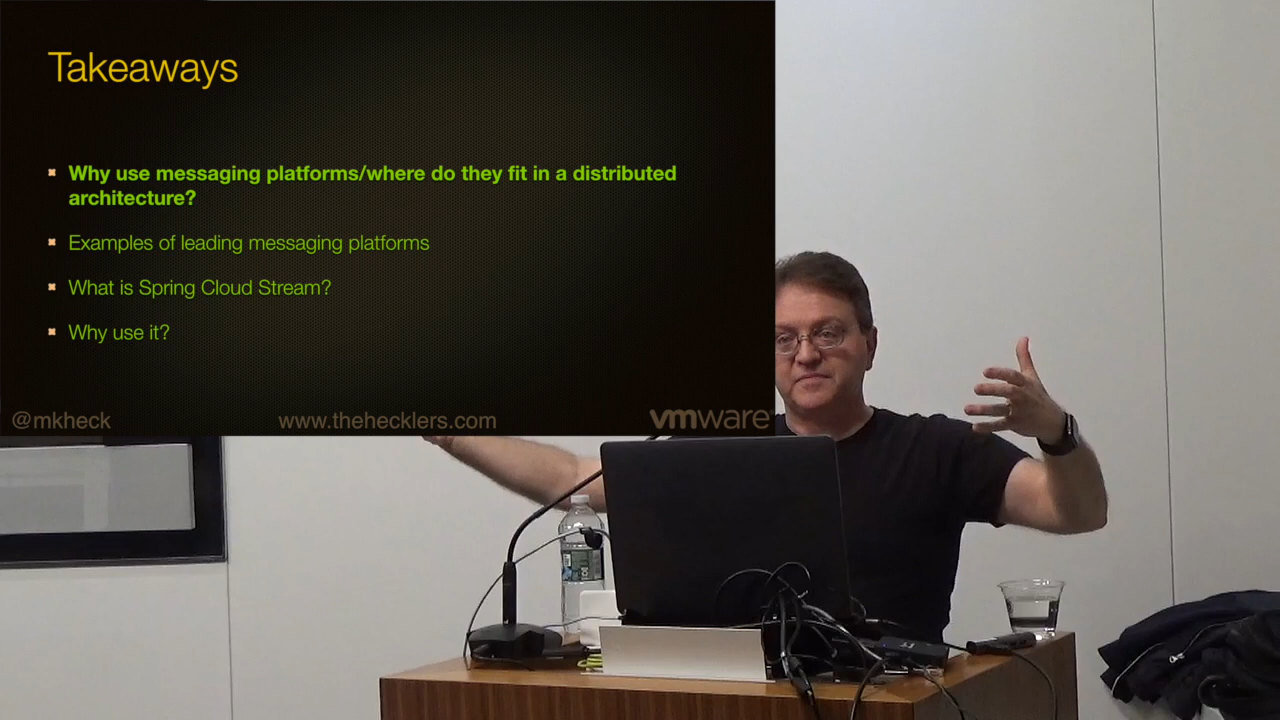 Takeaways
Why use messaging platforms/where do they fit in a distributed
architecture?
Examples of leading messaging platforms
What is Spring Cloud Stream?
Why use it?
@mkheck
www.thehecklers.com
vmware